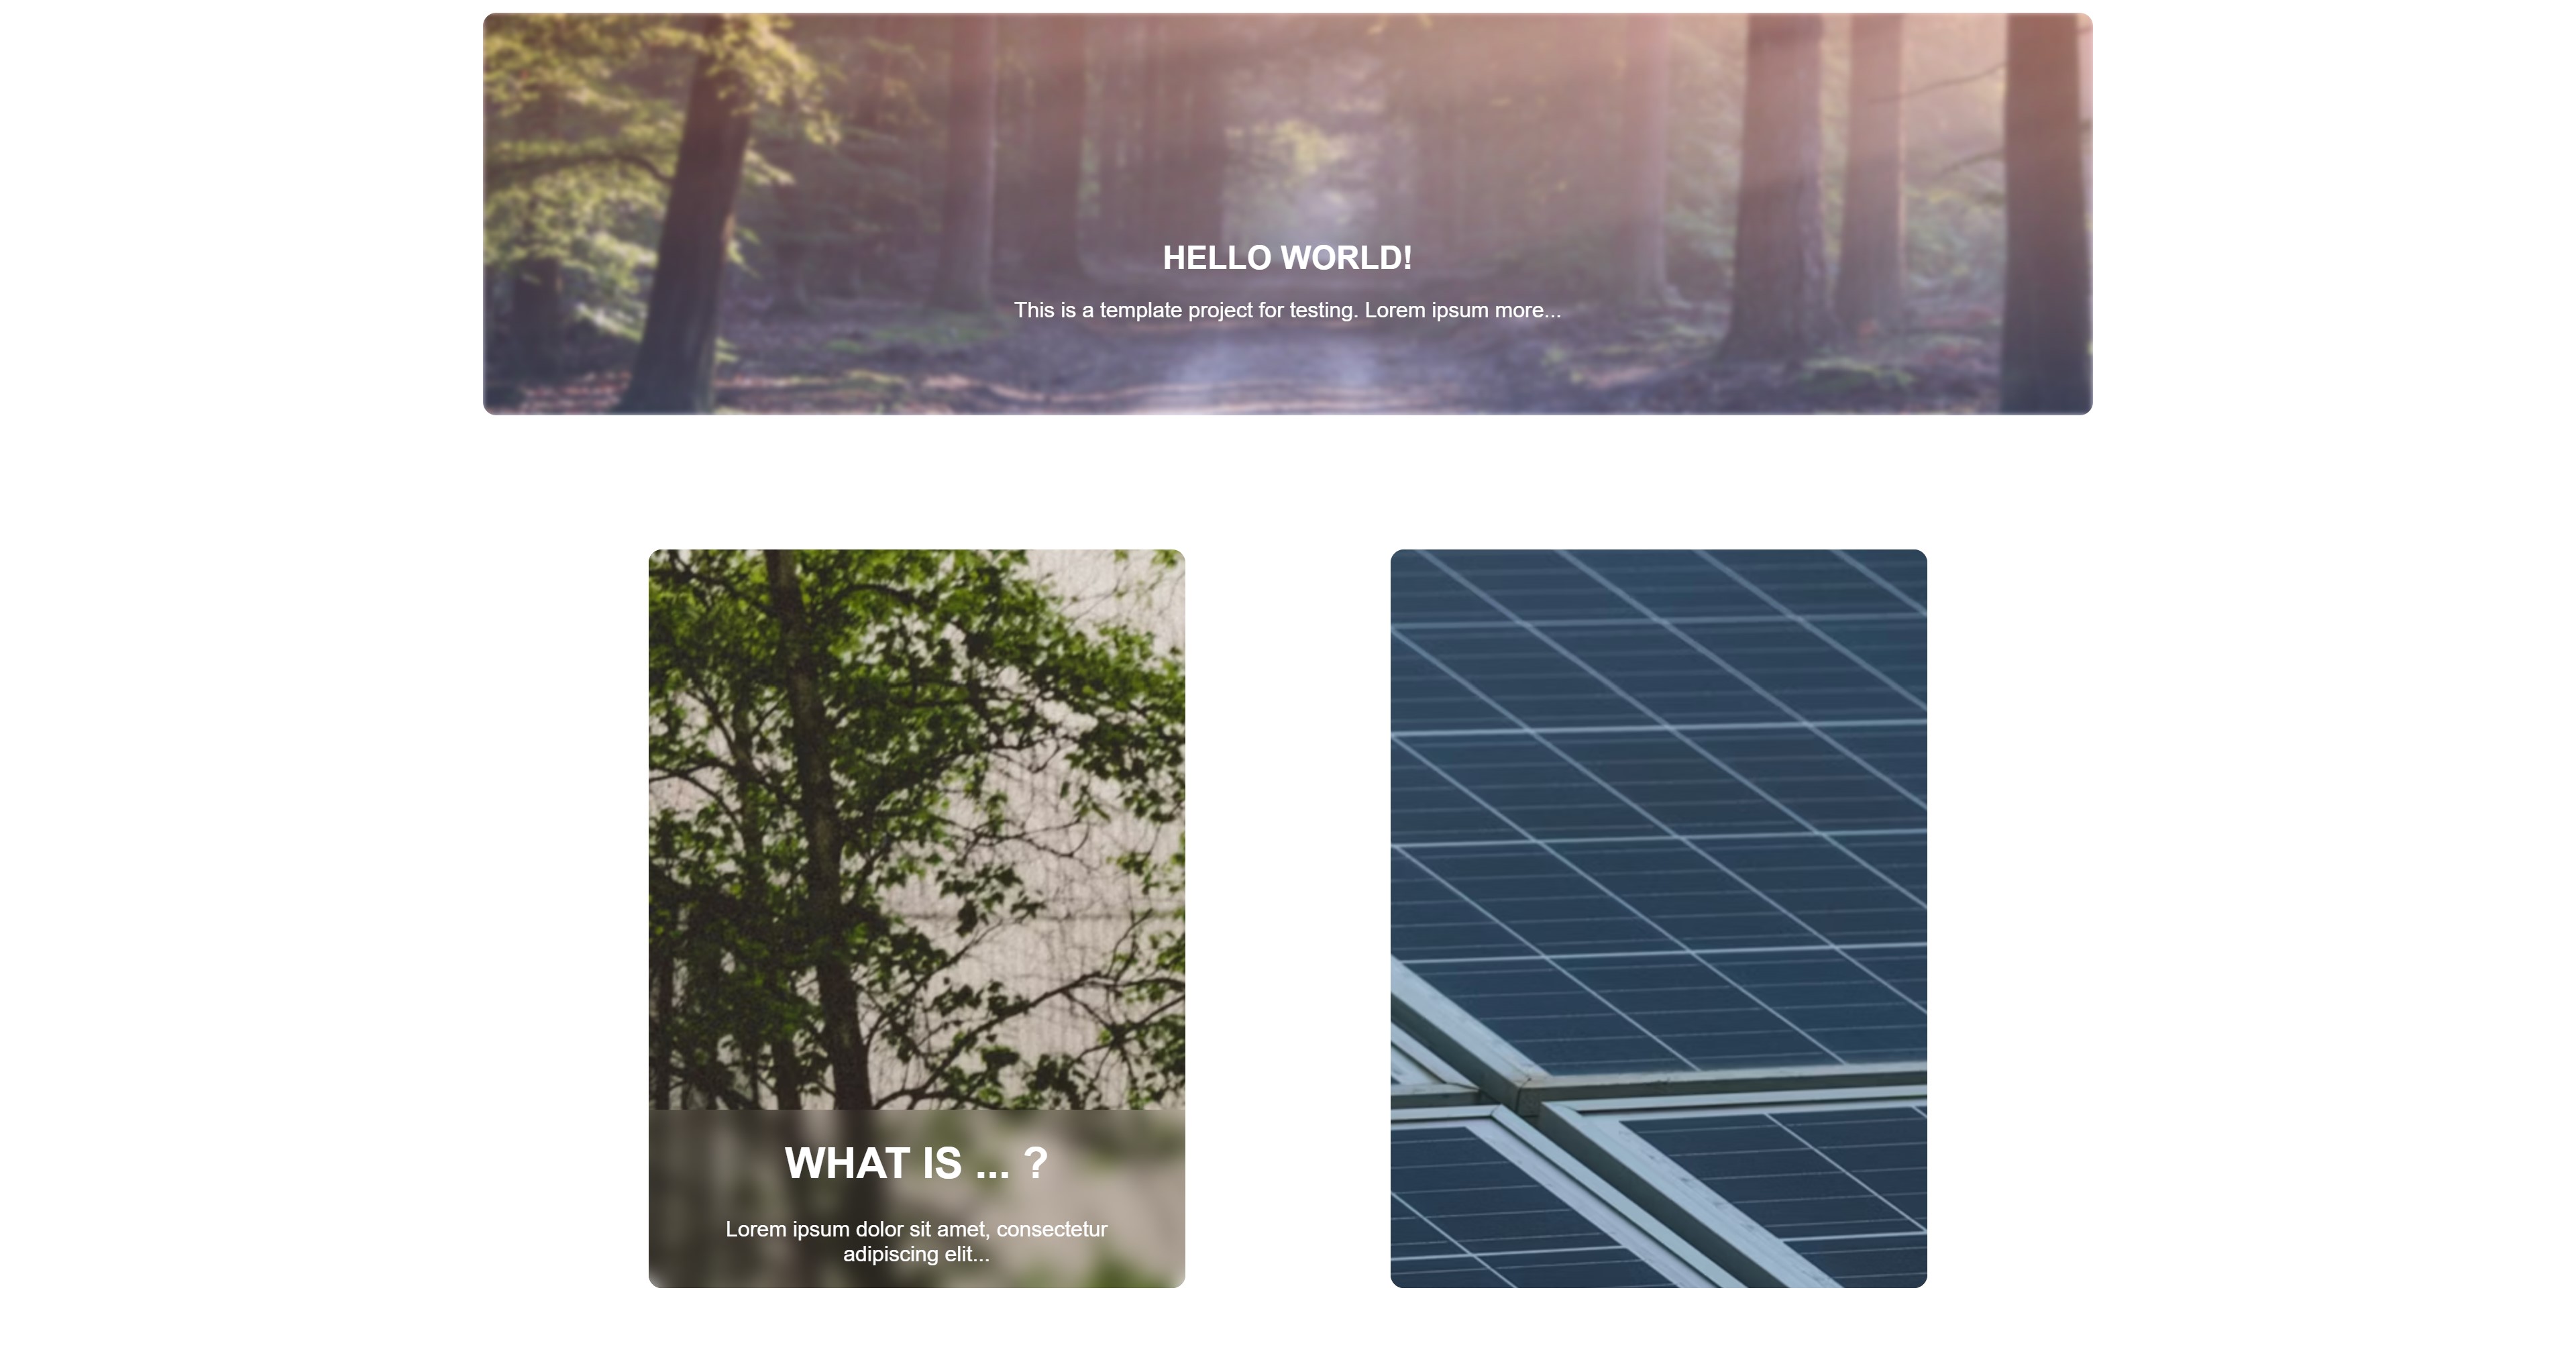 HELLO WORLD!
This is a template project for testing. Lorem ipsum more...
WHAT IS ... ?
Lorem ipsum dolor sit amet, consectetur
adipiscing elit...